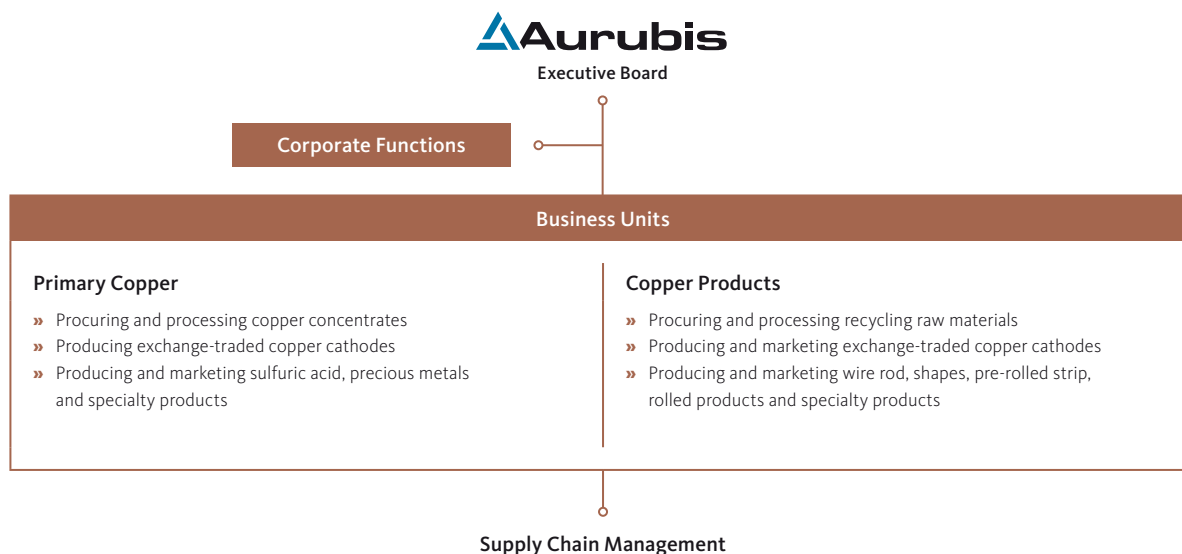 Aurubis
Executive Board
Corporate Functions
Business Units
Primary Copper
» Procuring and processing copper concentrates
» Producing exchange-traded copper cathodes
» Producing and marketing sulfuric acid, precious metals
and specialty products
Copper Products
» Procuring and processing recycling raw materials
» Producing and marketing exchange-traded copper cathodes
» Producing and marketing wire rod, shapes, pre-rolled strip,
rolled products and specialty products
Supply Chain Management